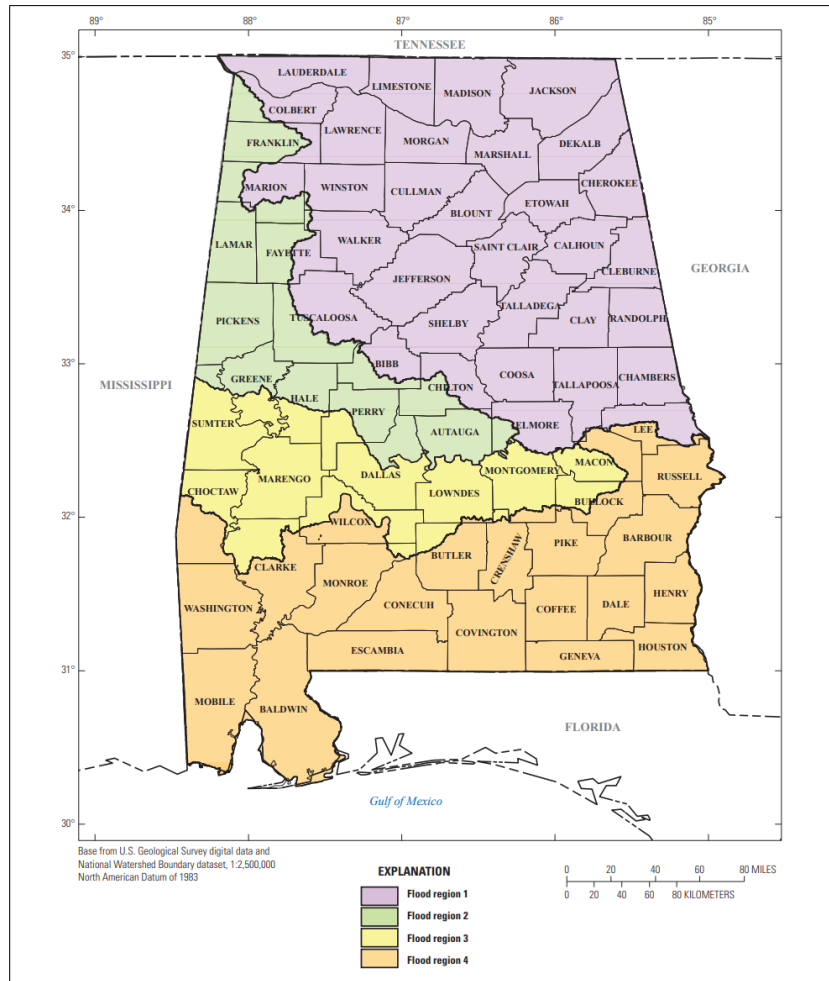 89°
88°
87°
86°
85°
TENNESSEE
35°
LAUDERDALE
LIMESTONE
MADISON
JACKSON
COLBERT
LAWRENCE
FRANKLIN
MORGAN
MARSHALL
DEKALB
MARION
WINSTON
CULLMAN
CHEROKEE
34°
BLOUNT
ETOWAH
LAMAR
FAYETTE
WALKER
SAINT CLAIR
CALHOUN
JEFFERSON
CLEBURNE
GEORGIA
PICKENS
TUSCALOOSA
SHELBY
TALLADEGA
CLAY
RANDOLPH
33°
MISSISSIPPI
GREENE
BIBB
HALE
CHILTON
COOSA
TALLAPOOSA
CHAMBERS
SUMTER
PERRY
AUTAUGA
ELMORE
LEE
MARENGO
DALLAS
MONTGOMERY
MACON
RUSSELL
CHOCTAW
LOWNDES
BULLOCK
32°
WILCOX
CLARKE
BUTLER
CRENSHAW
PIKE
BARBOUR
WASHINGTON
MONROE
CONECUH
COFFEE
DALE
HENRY
COVINGTON
ESCAMBIA
GENEVA
HOUSTON
31°
MOBILE
BALDWIN
FLORIDA
Gulf of Mexico
30°
Base from U.S. Geological Survey digital data and
National Watershed Boundary dataset, 1:2,500,000
North American Datum of 1983
EXPLANATION
Flood region 1
Flood region 2
Flood region 3
Flood region 4
0 20 40 60 80 MILES
0 20 40 60 80 KILOMETERS